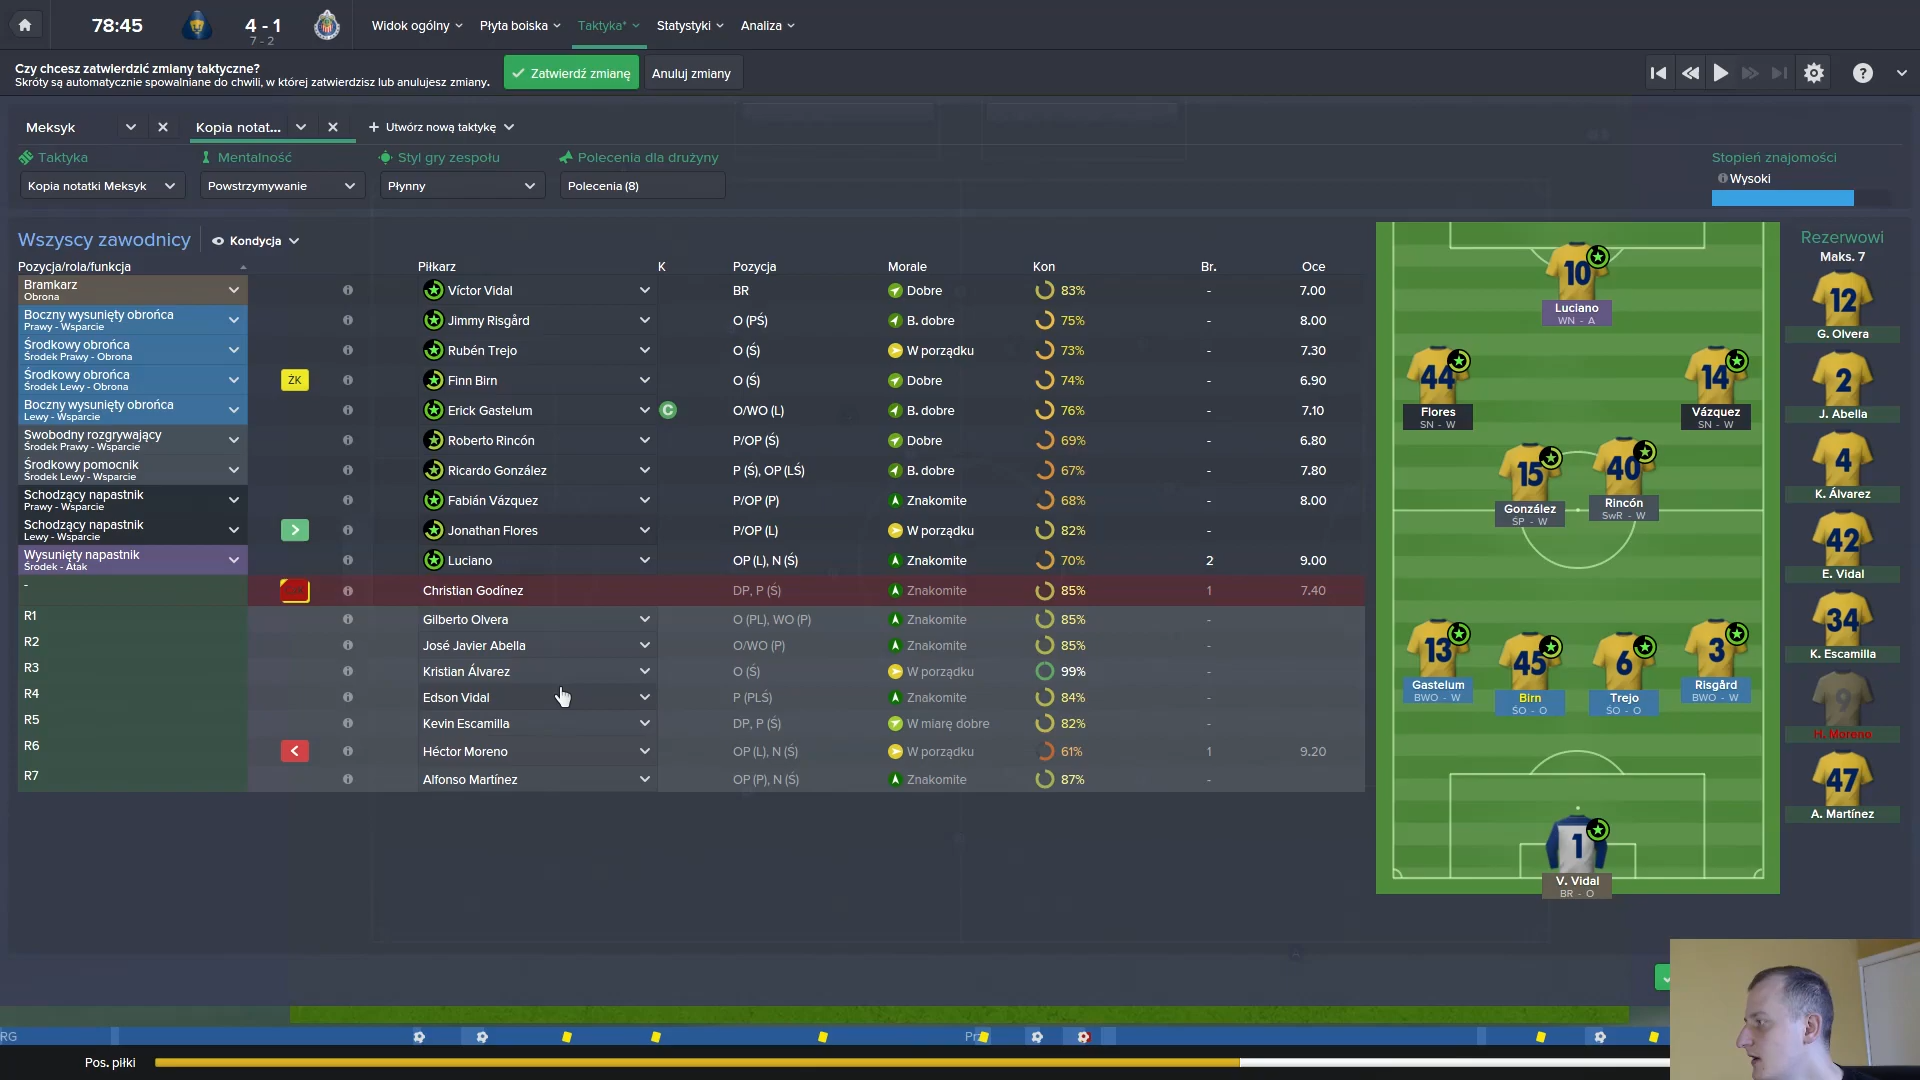 78:45
4 - 1
7 - 2
Widok ogólny
Płyta boiska
Taktyka*
Statystyki
Analiza
Czy chcesz zatwierdzić zmiany taktyczne?
Skróty są automatycznie spowalniane do chwili, w której zatwierdzisz lub anulujesz zmiany.
Zatwierdź zmianę
Anuluj zmiany
Meksyk
Kopia notat...
Utwórz nową taktykę
Taktyka
Mentalność
Styl gry zespołu
Polecenia dla drużyny
Kopia notatki Meksyk
Powstrzymywanie
Płynny
Polecenia (8)
Stopień znajomości
Wysoki
Wszyscy zawodnicy
Kondycja
Pozycja/rola/funkcja Piłkarz K Pozycja Morale Kon Br. Oce
Bramkarz
Obrona
Víctor Vidal BR Dobre 83% - 7.00
Boczny wysunięty obrońca
Prawy - Wsparcie
Jimmy Risgård O (PŚ) B. dobre 75% - 8.00
Środkowy obrońca
Środek Prawy - Obrona
Rubén Trejo O (Ś) W porządku 73% - 7.30
Środkowy obrońca
Środek Lewy - Obrona
ŻK Finn Birn O (Ś) Dobre 74% - 6.90
Boczny wysunięty obrońca
Lewy - Wsparcie
Erick Gastelum C O/WO (L) B. dobre 76% - 7.10
Swobodny rozgrywający
Środek Prawy - Wsparcie
Roberto Rincón P/OP (Ś) Dobre 69% - 6.80
Środkowy pomocnik
Środek Lewy - Wsparcie
Ricardo González P (Ś), OP (LŚ) B. dobre 67% - 7.80
Schodzący napastnik
Prawy - Wsparcie
Fabián Vázquez P/OP (P) Znakomite 68% - 8.00
Schodzący napastnik
Lewy - Wsparcie
Jonathan Flores P/OP (L) W porządku 82% -
Wysunięty napastnik
Środek - Atak
Luciano OP (L), N (Ś) Znakomite 70% 2 9.00
- Christian Godínez DP, P (Ś) Znakomite 85% 1 7.40
R1 Gilberto Olvera O (PL), WO (P) Znakomite 85% -
R2 José Javier Abella O/WO (P) Znakomite 85% -
R3 Kristian Álvarez O (Ś) W porządku 99% -
R4 Edson Vidal P (PLŚ) Znakomite 84% -
R5 Kevin Escamilla DP, P (Ś) W miarę dobre 82% -
R6 Héctor Moreno OP (L), N (Ś) W porządku 61% 1 9.20
R7 Alfonso Martínez OP (P), N (Ś) Znakomite 87% -
10
Luciano
WN - A
44
Flores
SN - W
14
Vázquez
SN - W
15
González
ŚP - W
40
Rincón
SwR - W
13
Gastelum
BWO - W
45
Birn
ŚO - O
6
Trejo
ŚO - O
3
Risgård
BWO - W
1
V. Vidal
BR - O
Rezerwowi
Maks. 7
12
G. Olvera
2
J. Abella
4
K. Álvarez
42
E. Vidal
34
K. Escamilla
9
H. Moreno
47
A. Martínez
RG
Prz
Pos. piłki